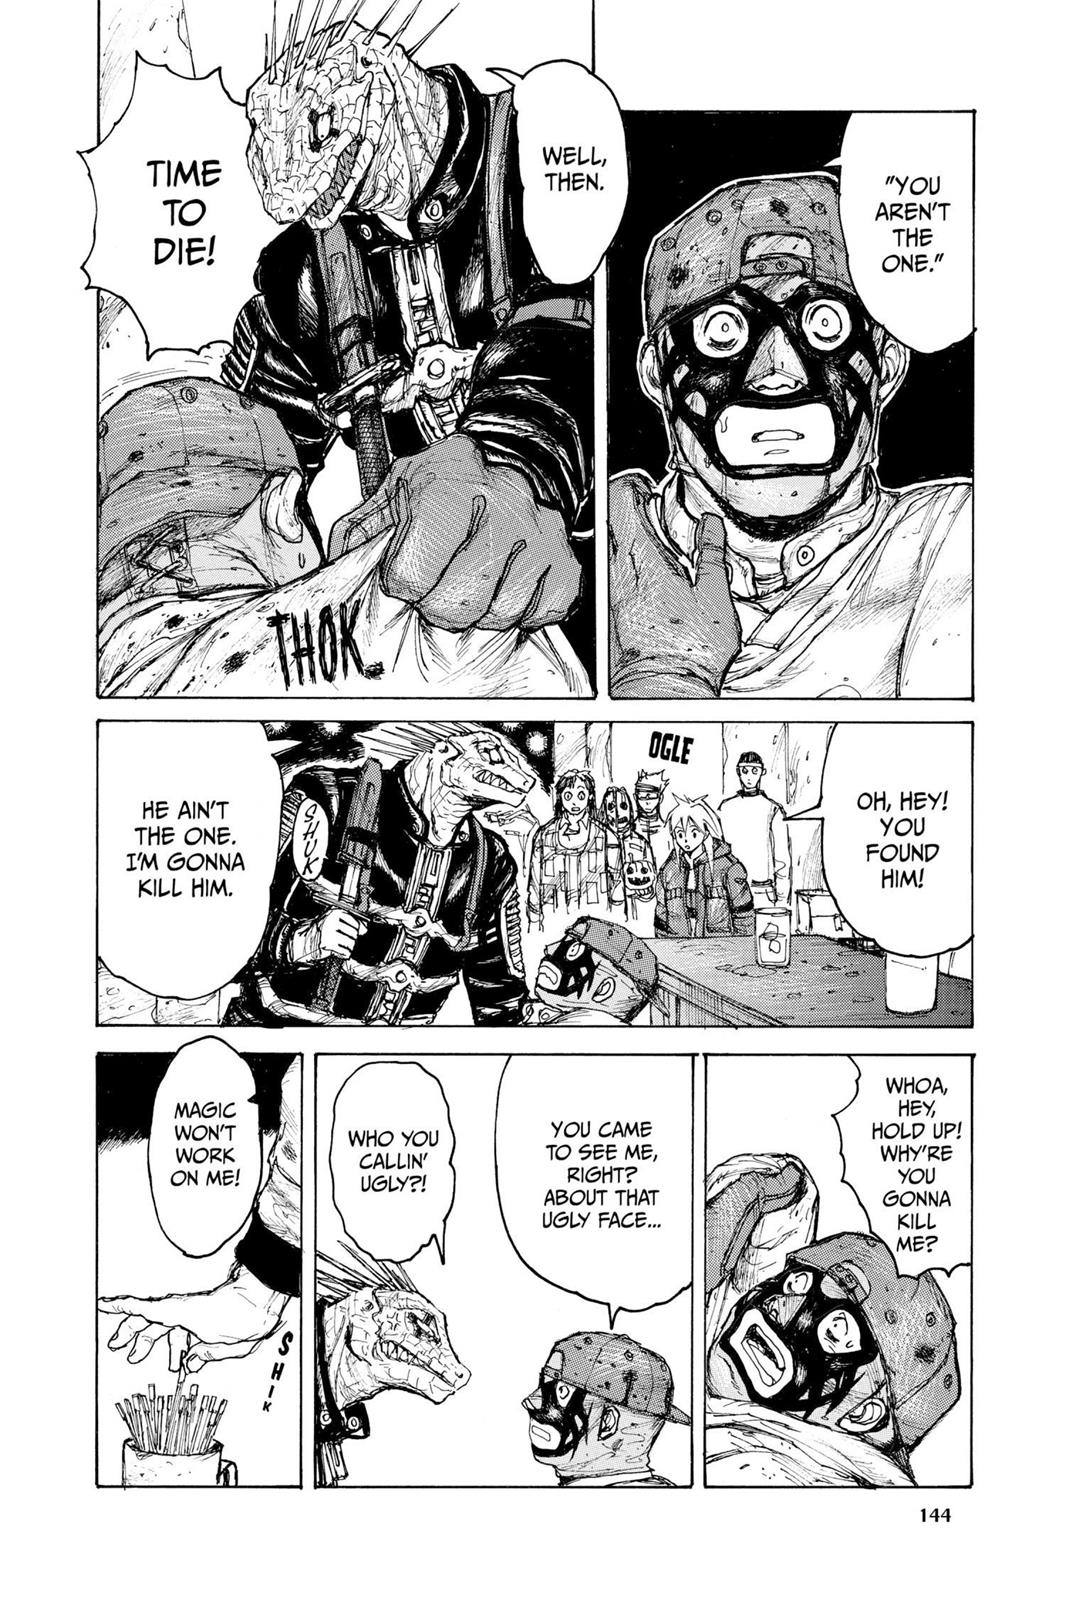 "YOU
AREN'T
THE
ONE."
WELL,
THEN.
TIME
TO
DIE!
THOK
OGLE
OH, HEY!
YOU
FOUND
HIM!
SHUK
HE AIN'T
THE ONE.
I'M GONNA
KILL HIM.
WHOA,
HEY,
HOLD UP!
WHY'RE
YOU
GONNA
KILL
ME?
YOU CAME
TO SEE ME,
RIGHT?
ABOUT THAT
UGLY FACE...
WHO YOU
CALLIN'
UGLY?!
MAGIC
WON'T
WORK
ON ME!
SHIK
144